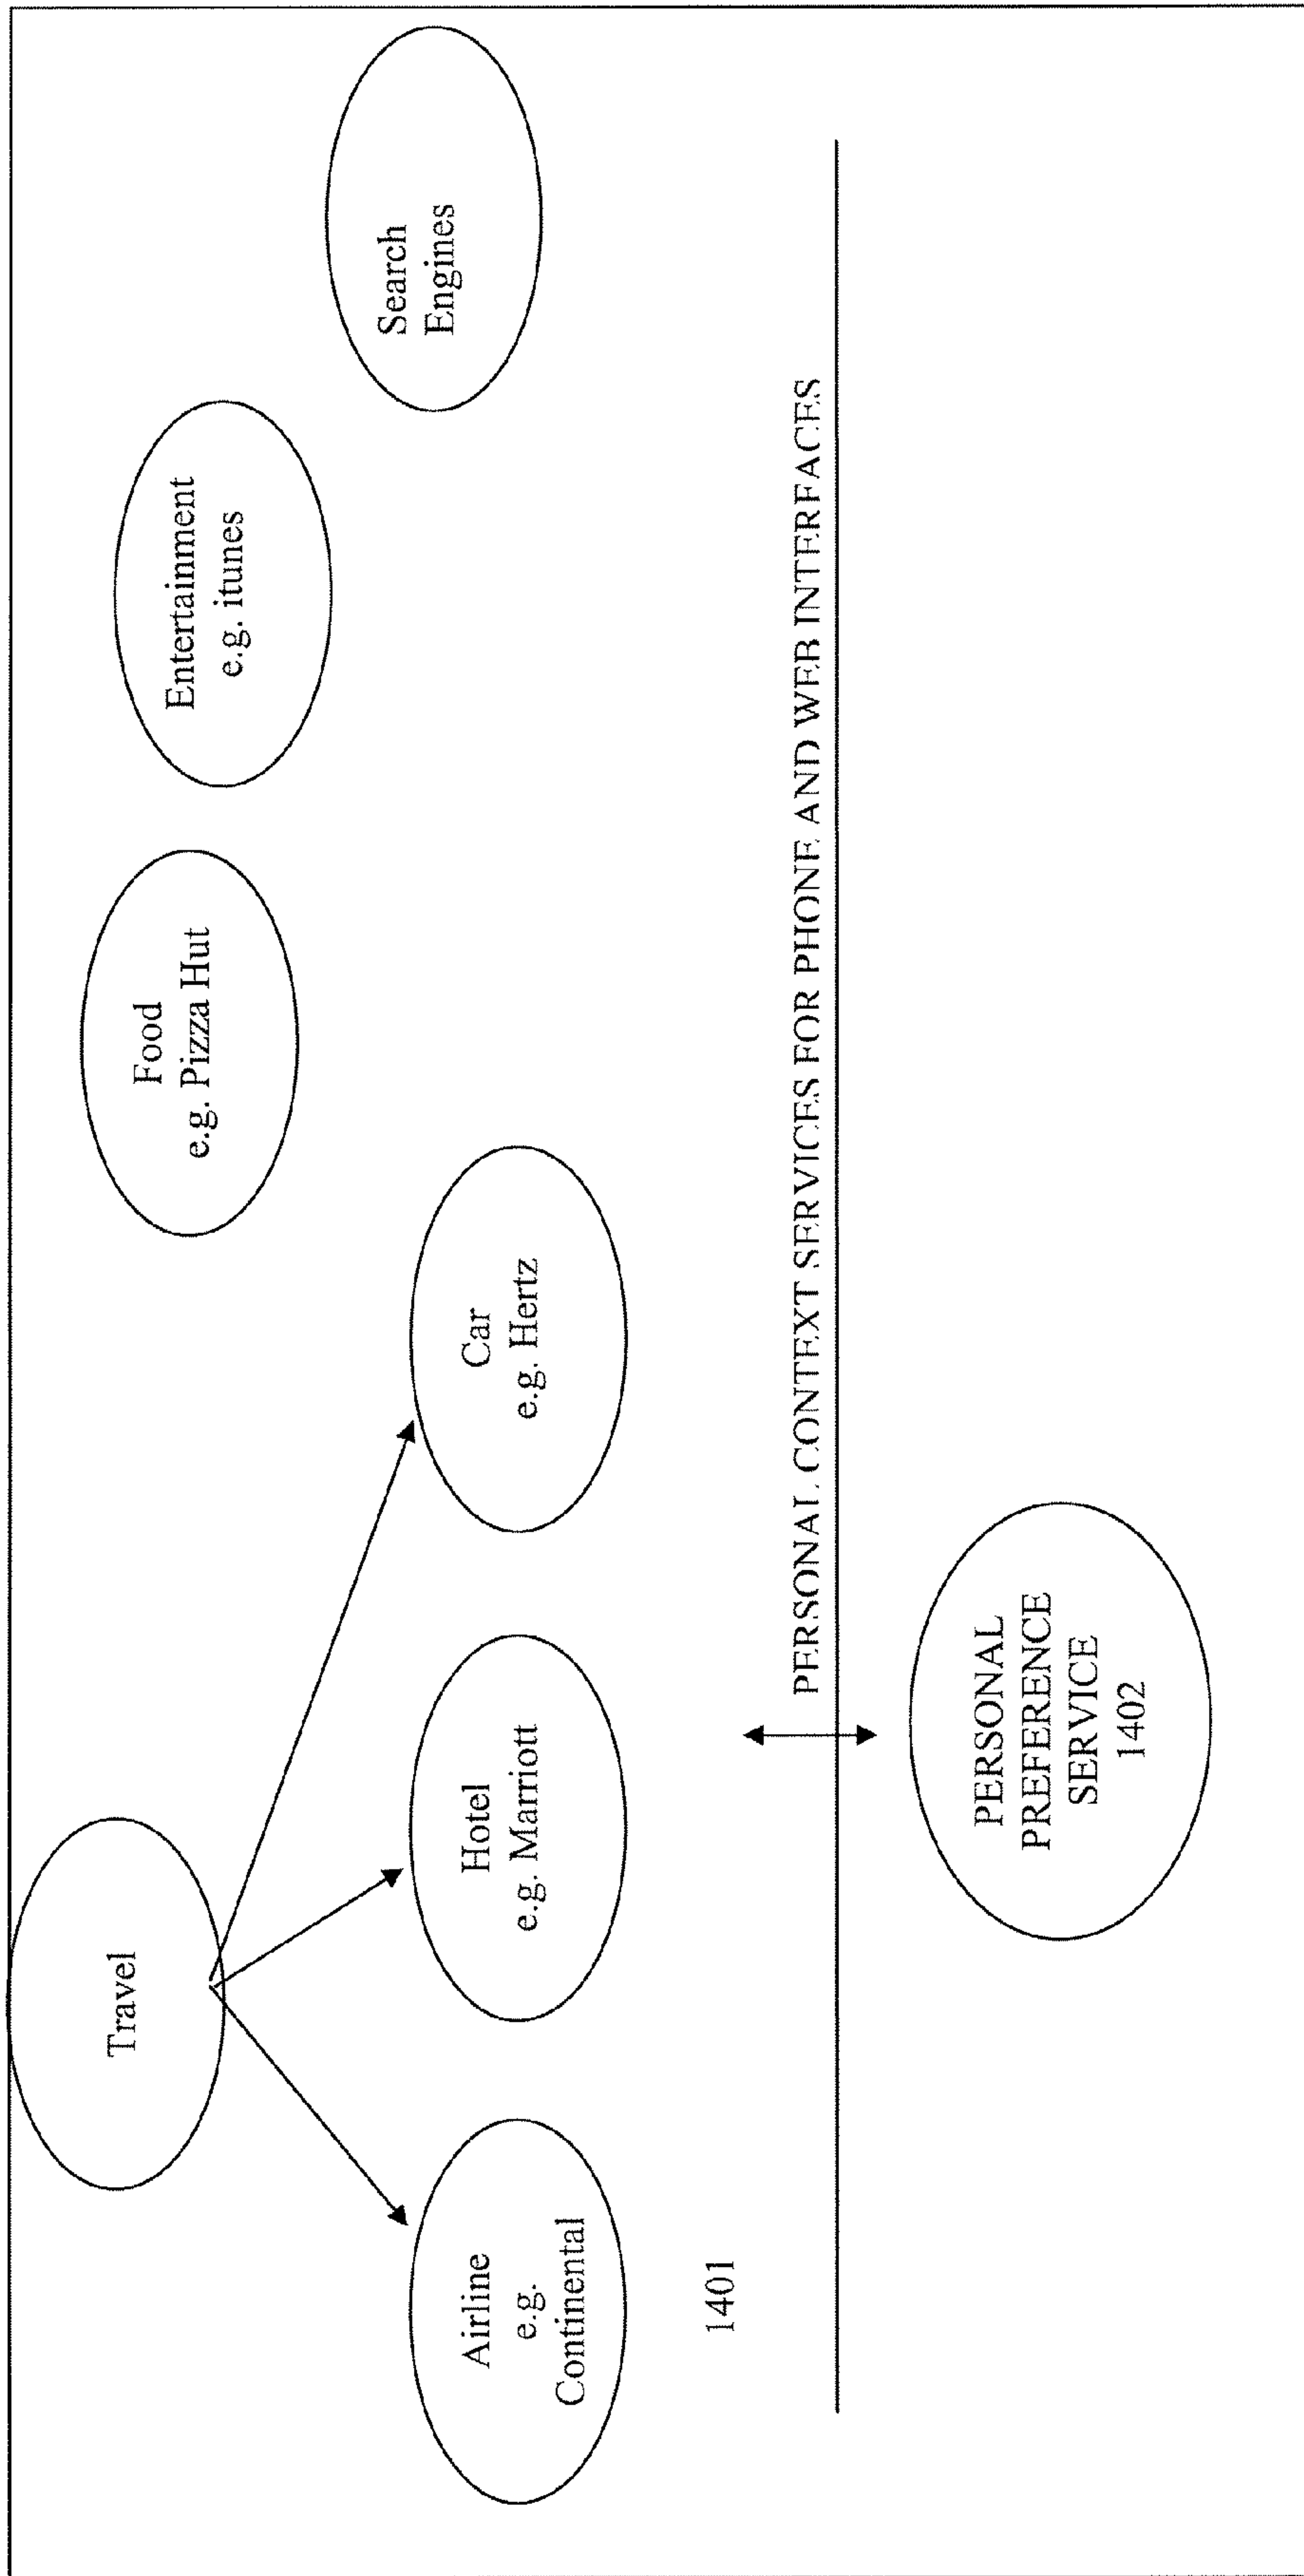 Travel
Airline
e.g.
Continental
Hotel
e.g. Marriott
Car
e.g. Hertz
Food
e.g. Pizza Hut
Entertainment
e.g. itunes
Search
Engines
1401
PERSONAL CONTEXT SERVICES FOR PHONE AND WEB INTERFACES
PERSONAL
PREFERENCE
SERVICE
1402